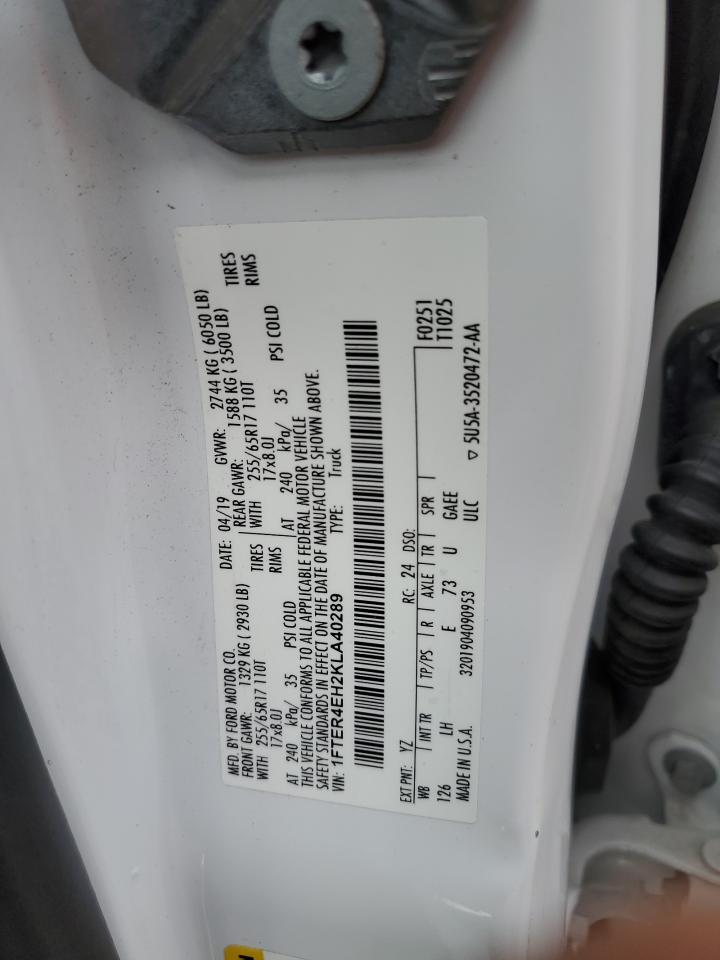 MFD. BY FORD MOTOR CO. DATE: 04/19 GVWR: 2744 KG ( 6050 LB)
FRONT GAWR: 1329 KG ( 2930 LB) REAR GAWR: 1588 KG ( 3500 LB)
WITH 255/65R17 110T TIRES WITH 255/65R17 110T TIRES
17x8.0J RIMS 17x8.0J RIMS
AT 240 kPa/ 35 PSI COLD AT 240 kPa/ 35 PSI COLD
THIS VEHICLE CONFORMS TO ALL APPLICABLE FEDERAL MOTOR VEHICLE
SAFETY STANDARDS IN EFFECT ON THE DATE OF MANUFACTURE SHOWN ABOVE.
VIN: 1FTER4EH2KLA40289 TYPE: Truck
EXT PNT: YZ RC: 24 DSO: F0251
WB INT TR TP/PS R AXLE TR SPR T1025
126 LH E 73 U GAEE
MADE IN U.S.A. 3201904090953 ULC ▽ 5U5A-3520472-AA